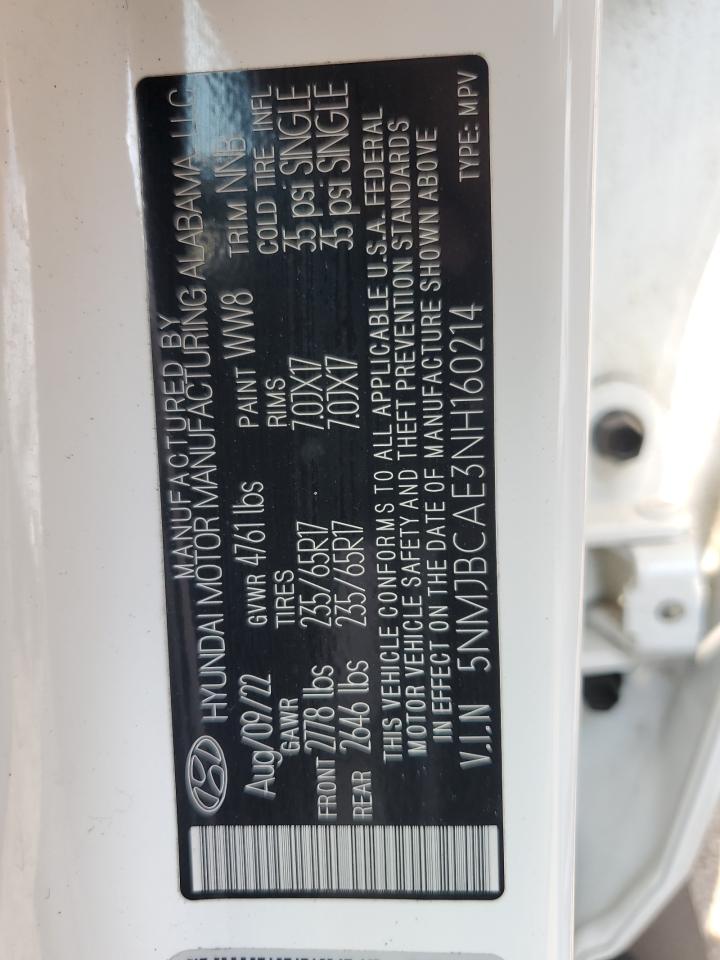 MANUFACTURED BY
HYUNDAI MOTOR MANUFACTURING ALABAMA, LLC
Aug/09/22 GVWR 4761 lbs PAINT WW8 TRIM NNB
GAWR TIRES RIMS COLD TIRE INFL
FRONT 2778 lbs 235/65R17 7.0JX17 35 psi SINGLE
REAR 2646 lbs 235/65R17 7.0JX17 35 psi SINGLE
THIS VEHICLE CONFORMS TO ALL APPLICABLE U.S.A. FEDERAL
MOTOR VEHICLE SAFETY AND THEFT PREVENTION STANDARDS
IN EFFECT ON THE DATE OF MANUFACTURE SHOWN ABOVE
V.I.N 5NMJBCAE3NH160214 TYPE: MPV